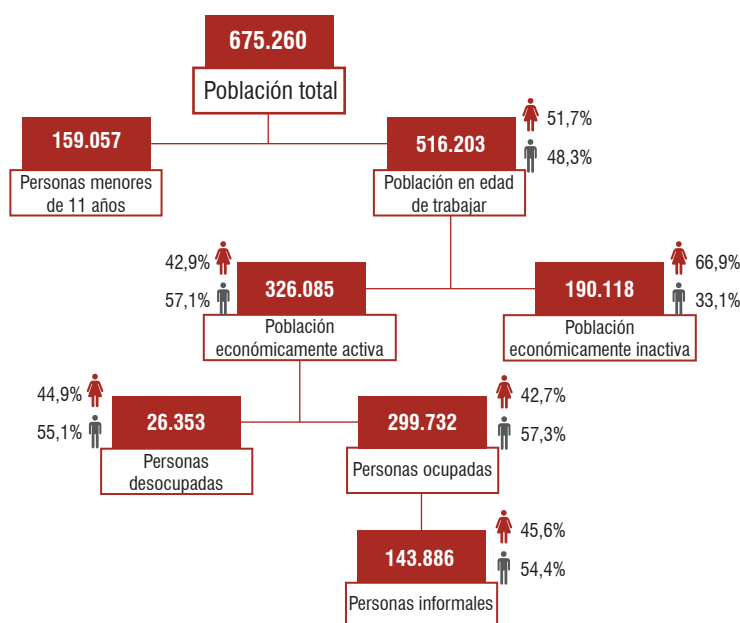 675.260
Población total
159.057
Personas menores
de 11 años
516.203
Población en edad
de trabajar
51,7%
48,3%
42,9%
57,1%
326.085
Población
económicamente activa
190.118
Población
económicamente inactiva
66,9%
33,1%
44,9%
55,1%
26.353
Personas
desocupadas
299.732
Personas ocupadas
42,7%
57,3%
143.886
Personas informales
45,6%
54,4%